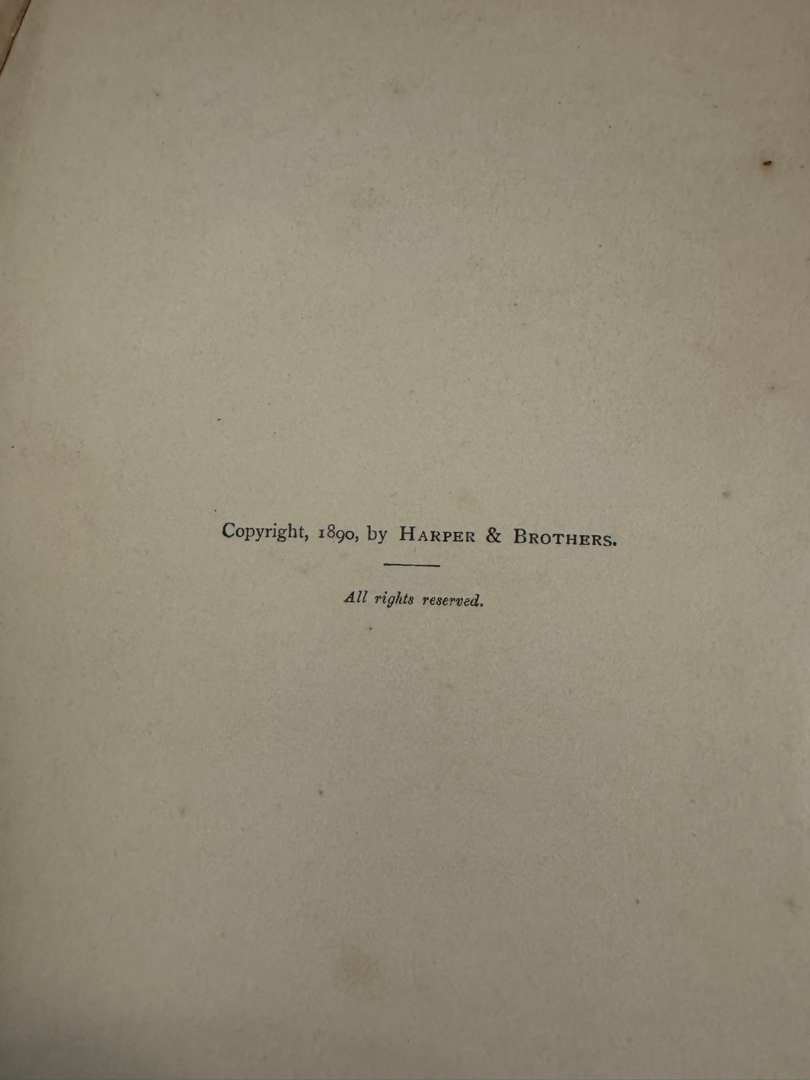 Copyright, 1890, by HARPER & BROTHERS.
All rights reserved.